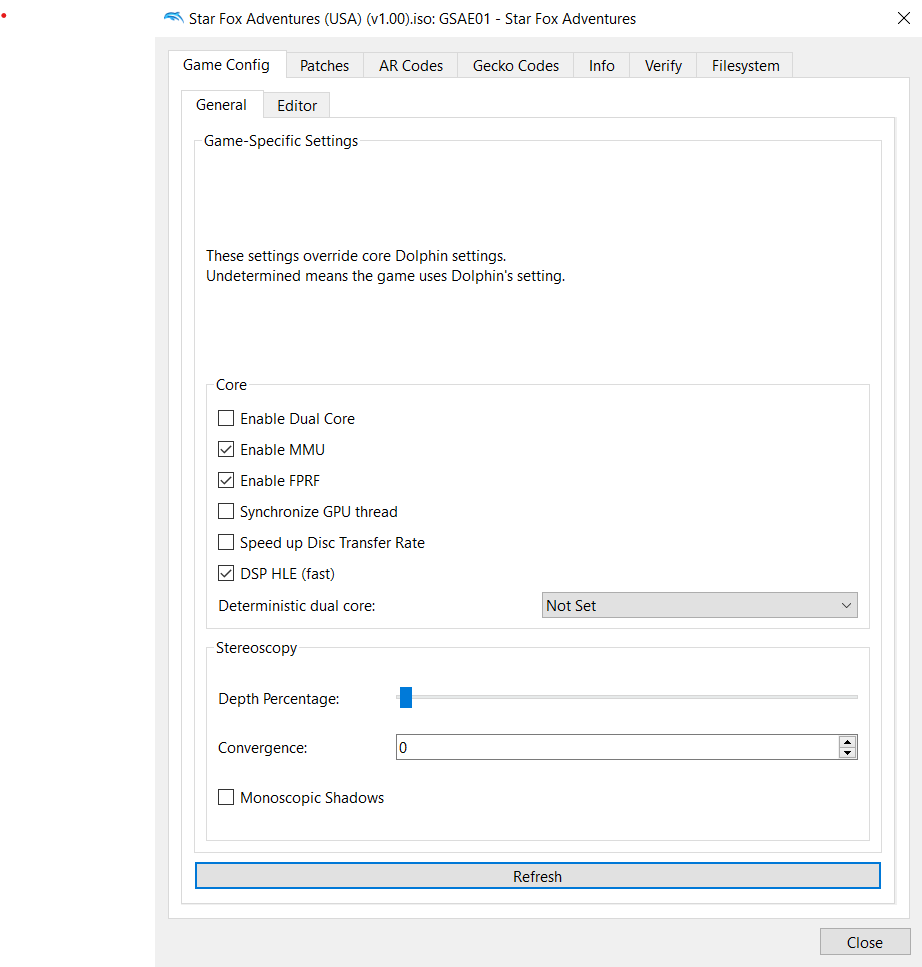 Star Fox Adventures (USA) (v1.00).iso: GSAE01 - Star Fox Adventures
Game Config Patches AR Codes Gecko Codes Info Verify Filesystem
General Editor
Game-Specific Settings
These settings override core Dolphin settings.
Undetermined means the game uses Dolphin's setting.
Core
Enable Dual Core
Enable MMU
Enable FPRF
Synchronize GPU thread
Speed up Disc Transfer Rate
DSP HLE (fast)
Deterministic dual core: Not Set
Stereoscopy
Depth Percentage:
Convergence: 0
Monoscopic Shadows
Refresh
Close